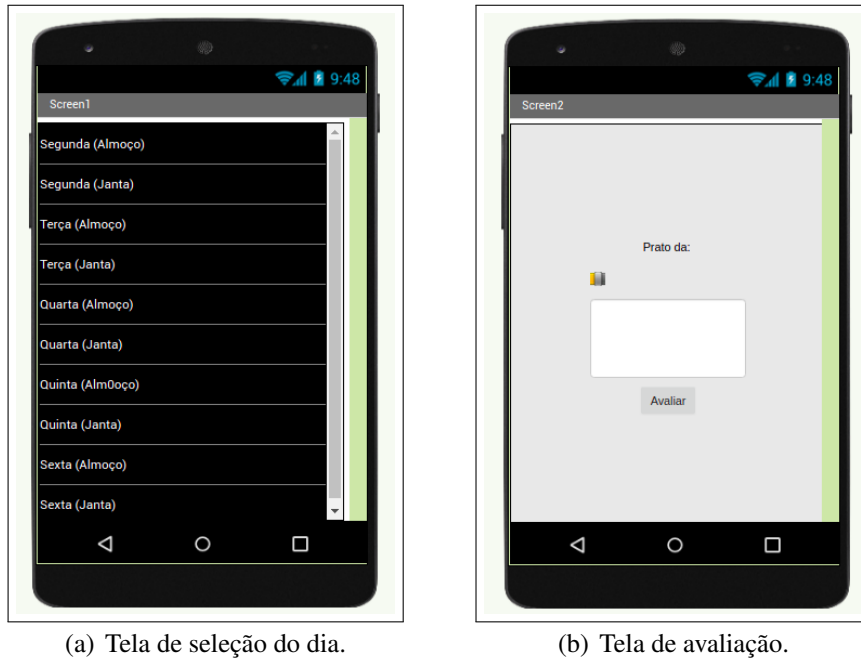 9:48
Screen1
Segunda (Almoço)
Segunda (Janta)
Terça (Almoço)
Terça (Janta)
Quarta (Almoço)
Quarta (Janta)
Quinta (Alm0oço)
Quinta (Janta)
Sexta (Almoço)
Sexta (Janta)
(a) Tela de seleção do dia.
9:48
Screen2
Prato da:
Avaliar
(b) Tela de avaliação.